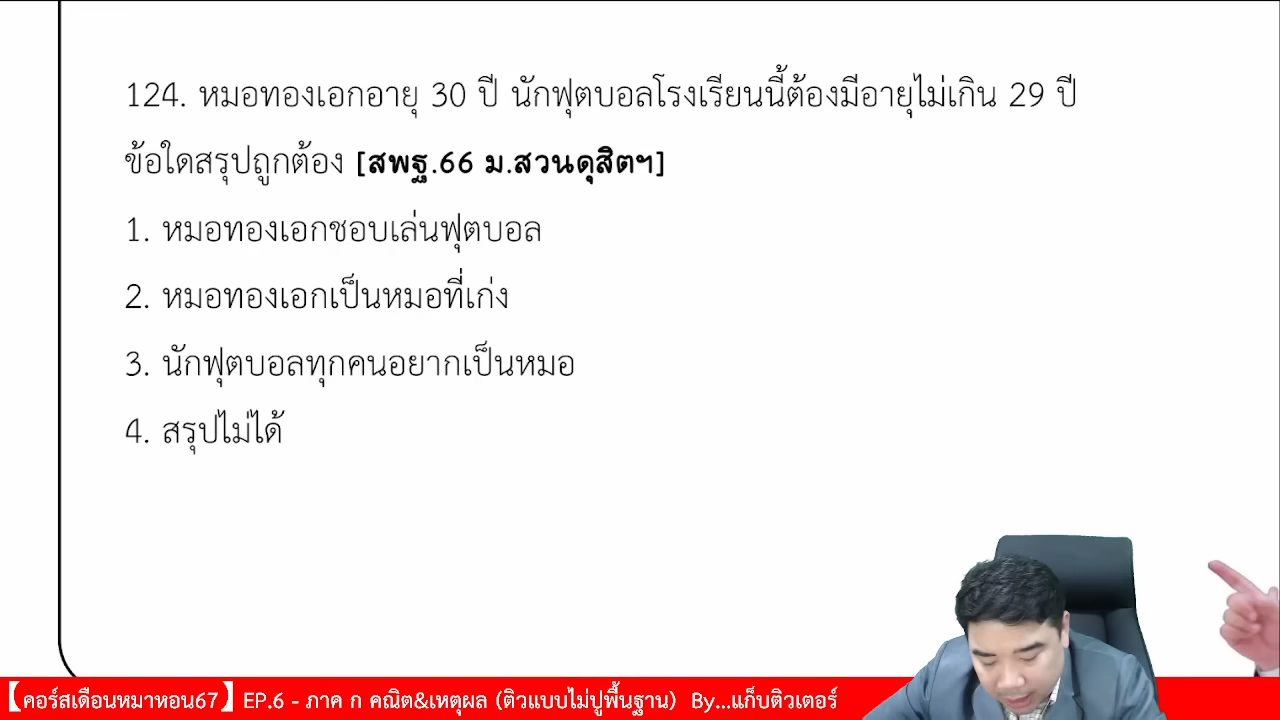 124. หมอทองเอกอายุ 30 ปี นักฟุตบอลโรงเรียนนี้ต้องมีอายุไม่เกิน 29 ปี
ข้อใดสรุปถูกต้อง [สพฐ.66 ม.สวนดุสิตฯ]
1. หมอทองเอกชอบเล่นฟุตบอล
2. หมอทองเอกเป็นหมอที่เก่ง
3. นักฟุตบอลทุกคนอยากเป็นหมอ
4. สรุปไม่ได้
【คอร์สเดือนหมาหอน67】EP.6 - ภาค ก คณิต&เหตุผล (ติวแบบไม่ปูพื้นฐาน) By...แก็บติวเตอร์